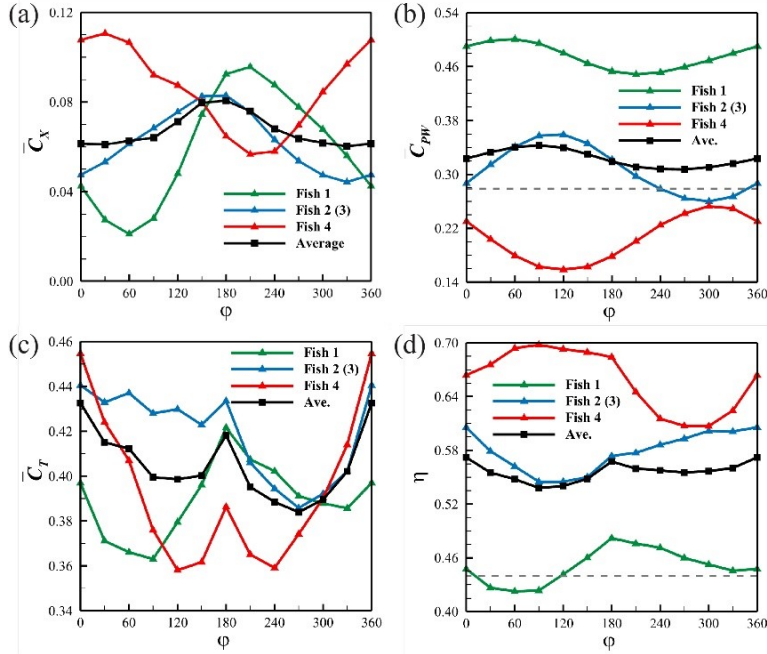 (a)
0.12
0.08
0.04
0.00
C̅X
0 60 120 180 240 300 360
φ
Fish 1
Fish 2 (3)
Fish 4
Average
(b)
0.54
0.46
0.38
0.30
0.22
0.14
C̅PW
0 60 120 180 240 300 360
φ
Fish 1
Fish 2 (3)
Fish 4
Ave.
(c)
0.46
0.44
0.42
0.40
0.38
0.36
0.34
C̅T
0 60 120 180 240 300 360
φ
Fish 1
Fish 2 (3)
Fish 4
Ave.
(d)
0.70
0.64
0.58
0.52
0.46
0.40
η
0 60 120 180 240 300 360
φ
Fish 1
Fish 2 (3)
Fish 4
Ave.